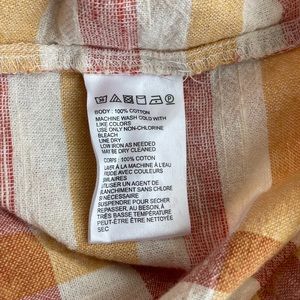 BODY : 100% COTTON
MACHINE WASH COLD WITH
LIKE COLORS
USE ONLY NON-CHLORINE
BLEACH
LINE DRY
LOW IRON AS NEEDED
MAY BE DRY CLEANED
CORPS : 100% COTON
LAVER À LA MACHINE À L'EAU
FROIDE AVEC COULEURS
SIMILAIRES
UTILISER UN AGENT DE
BLANCHIMENT SANS CHLORE
SI NÉCESSAIRE
SUSPENDRE POUR SÉCHER
REPASSER, AU BESOIN, À
TRÈS BASSE TEMPÉRATURE
PEUT-ÊTRE ÊTRE NETTOYÉE
SEC